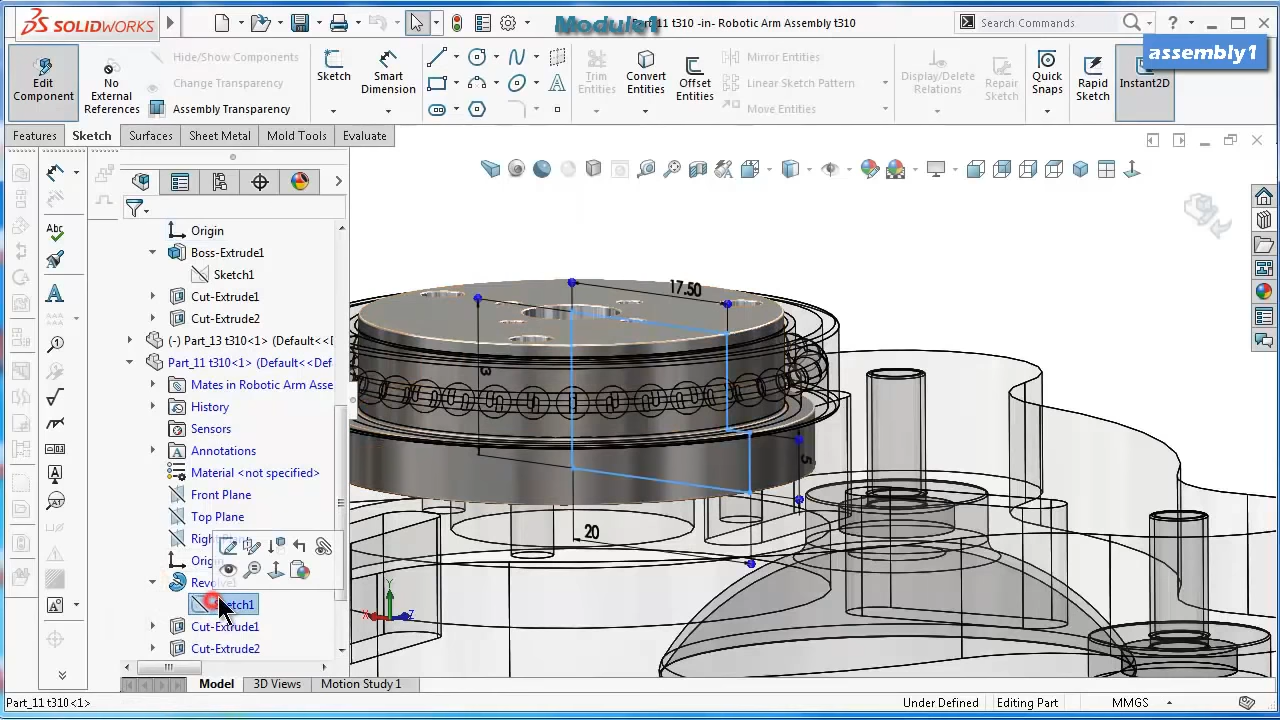 SOLIDWORKS
Module1
Part_11 t310 -in- Robotic Arm Assembly t310
Search Commands
assembly1
Edit Component
No External References
Hide/Show Components
Change Transparency
Assembly Transparency
Sketch
Smart Dimension
Trim Entities
Convert Entities
Offset Entities
Mirror Entities
Linear Sketch Pattern
Move Entities
Display/Delete Relations
Repair Sketch
Quick Snaps
Rapid Sketch
Instant2D
Features
Sketch
Surfaces
Sheet Metal
Mold Tools
Evaluate
Origin
Boss-Extrude1
Sketch1
Cut-Extrude1
Cut-Extrude2
(-) Part_13 t310<1> (Default<<D
Part_11 t310<1> (Default<<Def
Mates in Robotic Arm Asse
History
Sensors
Annotations
Material <not specified>
Front Plane
Top Plane
Revolve1
Cut-Extrude1
Cut-Extrude2
17.50
3
5
20
Y
X
Z
Abc
Model
3D Views
Motion Study 1
Part_11 t310<1>
Under Defined
Editing Part
MMGS